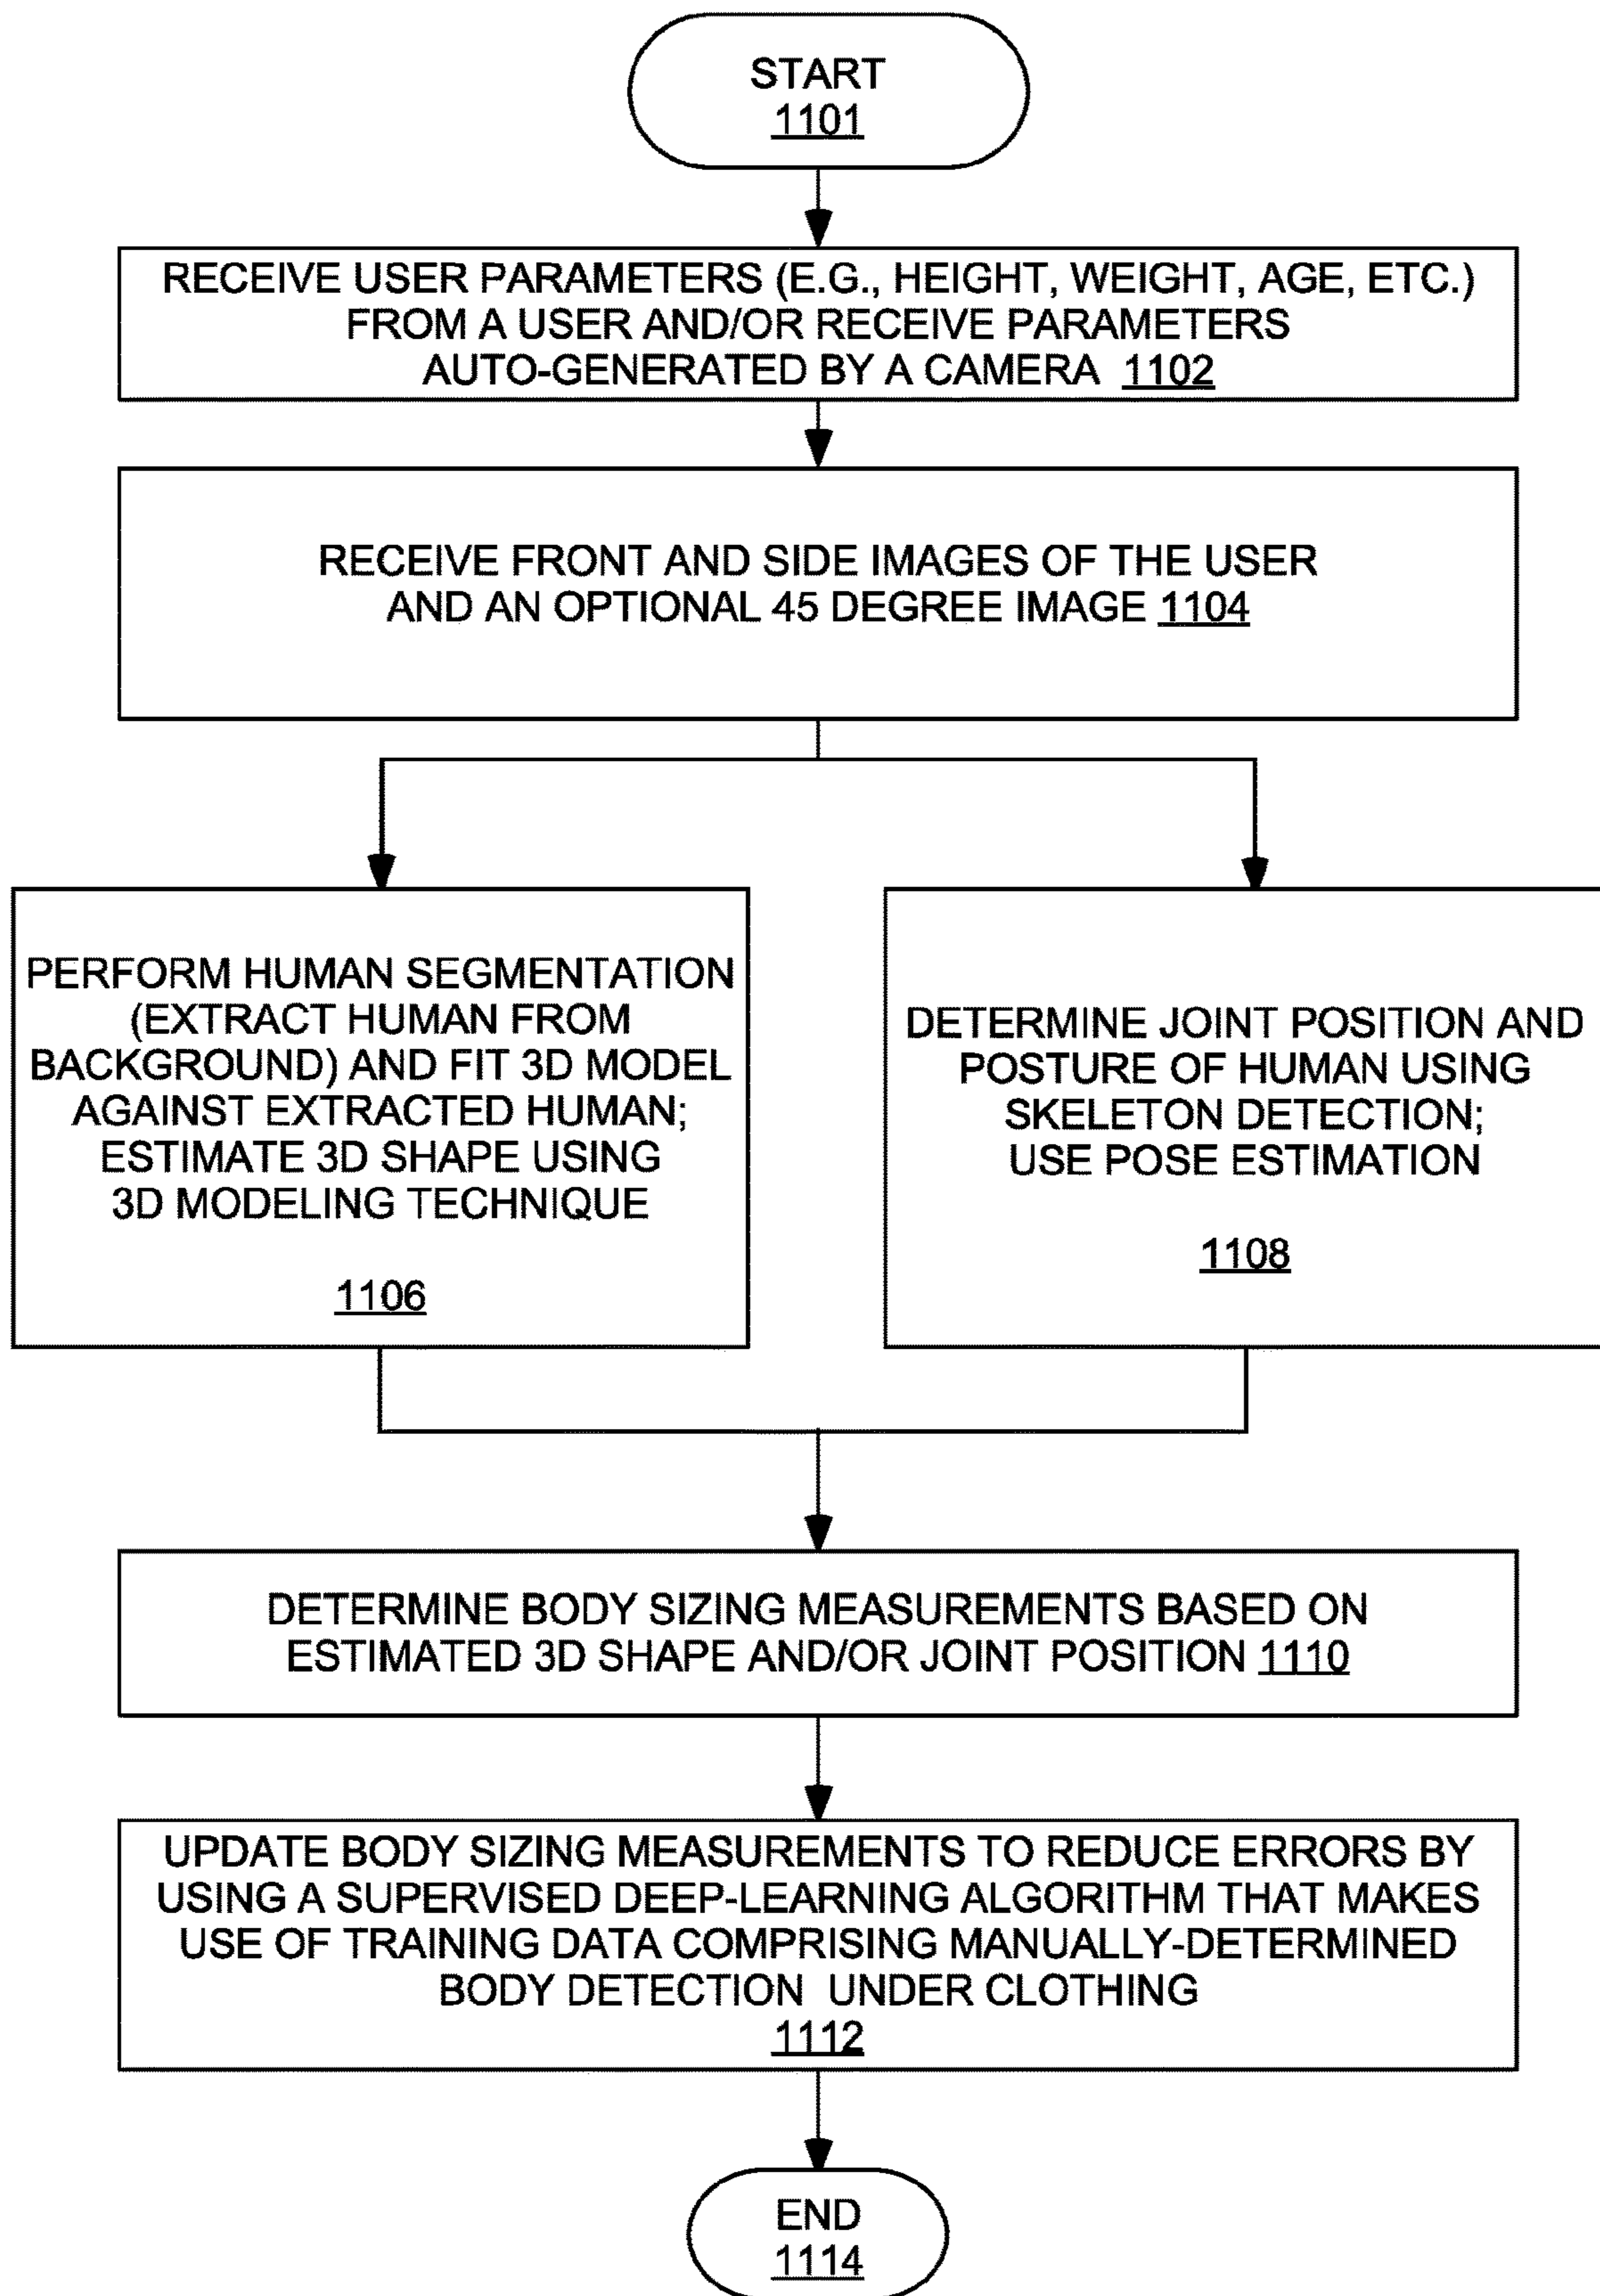 START
1101
RECEIVE USER PARAMETERS (E.G., HEIGHT, WEIGHT, AGE, ETC.)
FROM A USER AND/OR RECEIVE PARAMETERS
AUTO-GENERATED BY A CAMERA 1102
RECEIVE FRONT AND SIDE IMAGES OF THE USER
AND AN OPTIONAL 45 DEGREE IMAGE 1104
PERFORM HUMAN SEGMENTATION
(EXTRACT HUMAN FROM
BACKGROUND) AND FIT 3D MODEL
AGAINST EXTRACTED HUMAN;
ESTIMATE 3D SHAPE USING
3D MODELING TECHNIQUE
1106
DETERMINE JOINT POSITION AND
POSTURE OF HUMAN USING
SKELETON DETECTION;
USE POSE ESTIMATION
1108
DETERMINE BODY SIZING MEASUREMENTS BASED ON
ESTIMATED 3D SHAPE AND/OR JOINT POSITION 1110
UPDATE BODY SIZING MEASUREMENTS TO REDUCE ERRORS BY
USING A SUPERVISED DEEP-LEARNING ALGORITHM THAT MAKES
USE OF TRAINING DATA COMPRISING MANUALLY-DETERMINED
BODY DETECTION UNDER CLOTHING
1112
END
1114